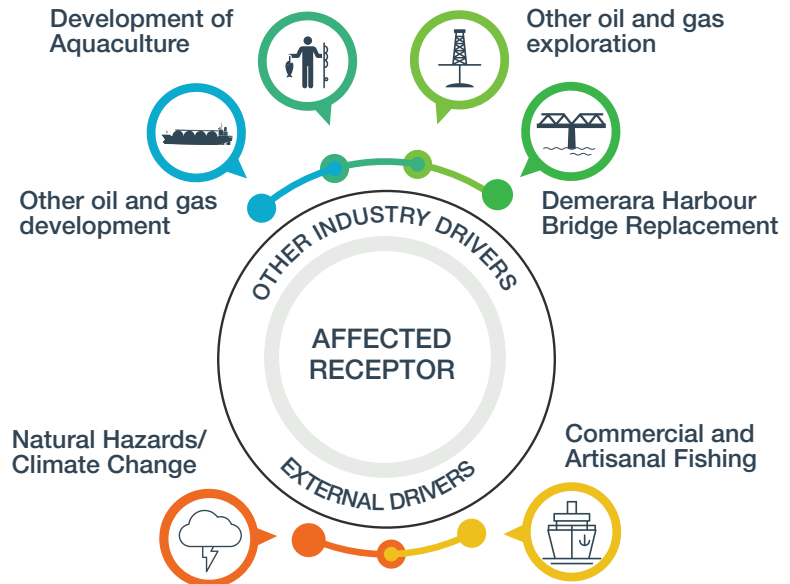 Development of
Aquaculture
Other oil and gas
exploration
Other oil and gas
development
Demerara Harbour
Bridge Replacement
OTHER INDUSTRY DRIVERS
AFFECTED
RECEPTOR
EXTERNAL DRIVERS
Natural Hazards/
Climate Change
Commercial and
Artisanal Fishing